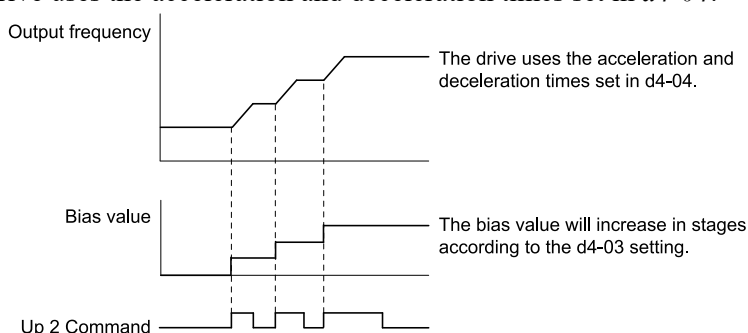 Output frequency
The drive uses the acceleration and
deceleration times set in d4-04.
Bias value
The bias value will increase in stages
according to the d4-03 setting.
Up 2 Command